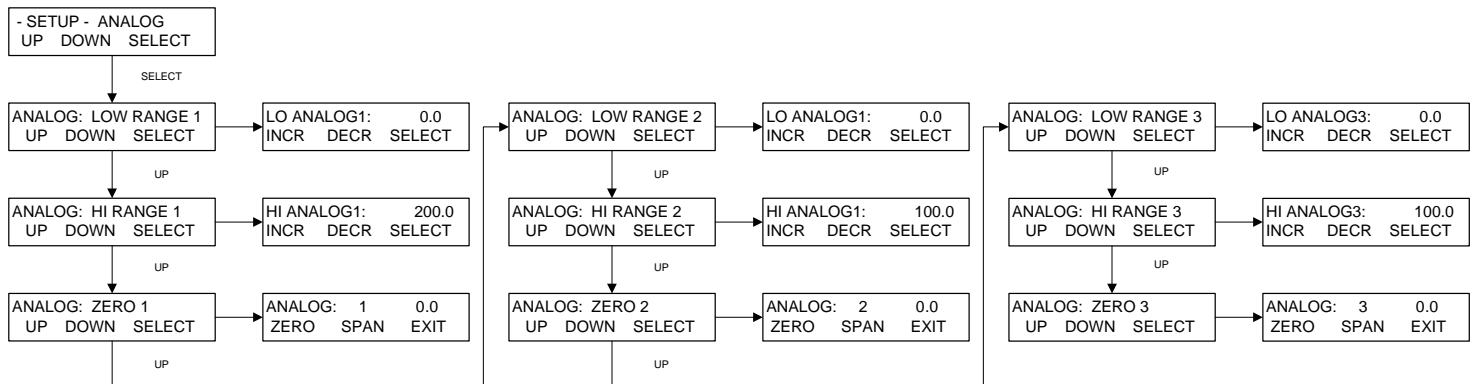 - SETUP - ANALOG
UP DOWN SELECT
SELECT
ANALOG: LOW RANGE 1
UP DOWN SELECT
LO ANALOG1: 0.0
INCR DECR SELECT
UP
ANALOG: HI RANGE 1
UP DOWN SELECT
HI ANALOG1: 200.0
INCR DECR SELECT
UP
ANALOG: ZERO 1
UP DOWN SELECT
ANALOG: 1 0.0
ZERO SPAN EXIT
UP
ANALOG: LOW RANGE 2
UP DOWN SELECT
LO ANALOG1: 0.0
INCR DECR SELECT
UP
ANALOG: HI RANGE 2
UP DOWN SELECT
HI ANALOG1: 100.0
INCR DECR SELECT
UP
ANALOG: ZERO 2
UP DOWN SELECT
ANALOG: 2 0.0
ZERO SPAN EXIT
UP
ANALOG: LOW RANGE 3
UP DOWN SELECT
LO ANALOG3: 0.0
INCR DECR SELECT
UP
ANALOG: HI RANGE 3
UP DOWN SELECT
HI ANALOG3: 100.0
INCR DECR SELECT
UP
ANALOG: ZERO 3
UP DOWN SELECT
ANALOG: 3 0.0
ZERO SPAN EXIT